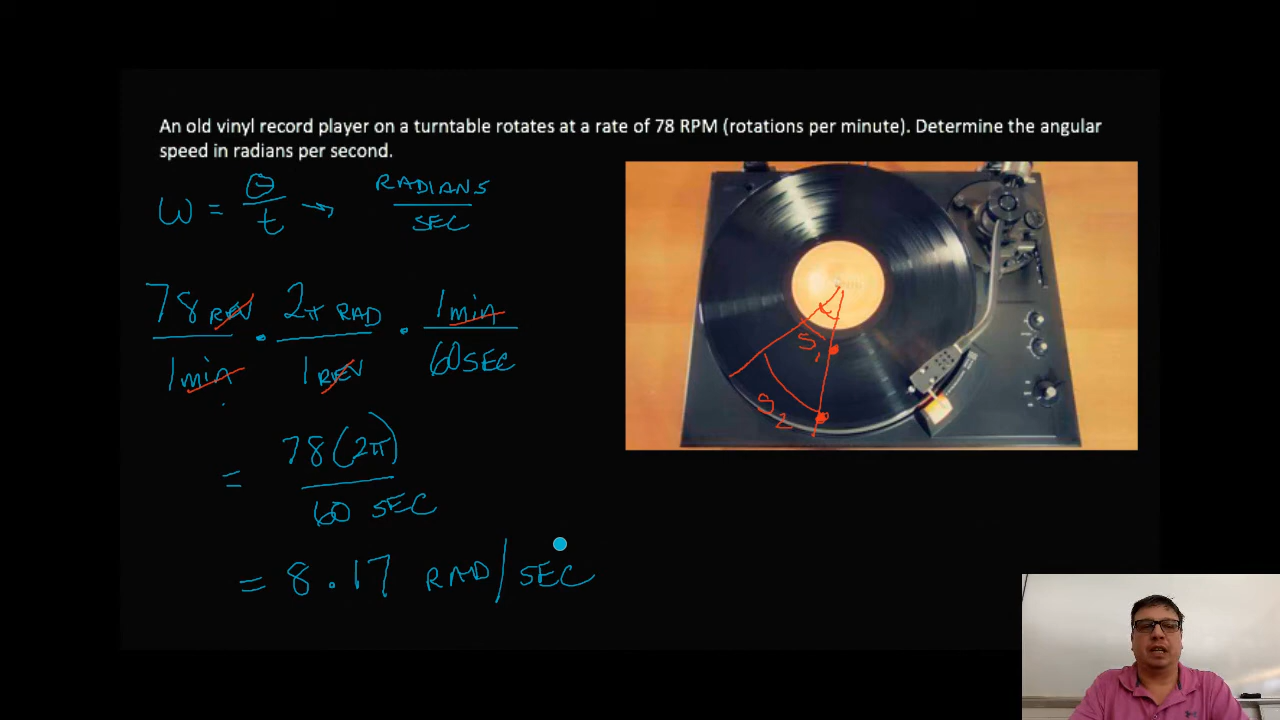 An old vinyl record player on a turntable rotates at a rate of 78 RPM (rotations per minute). Determine the angular
speed in radians per second.
ω = θ/t → RADIANS/SEC
78 REV/1 min · 2π RAD/1 REV · 1 min/60 SEC
= 78(2π)/60 SEC
= 8.17 RAD/SEC
S1
S2